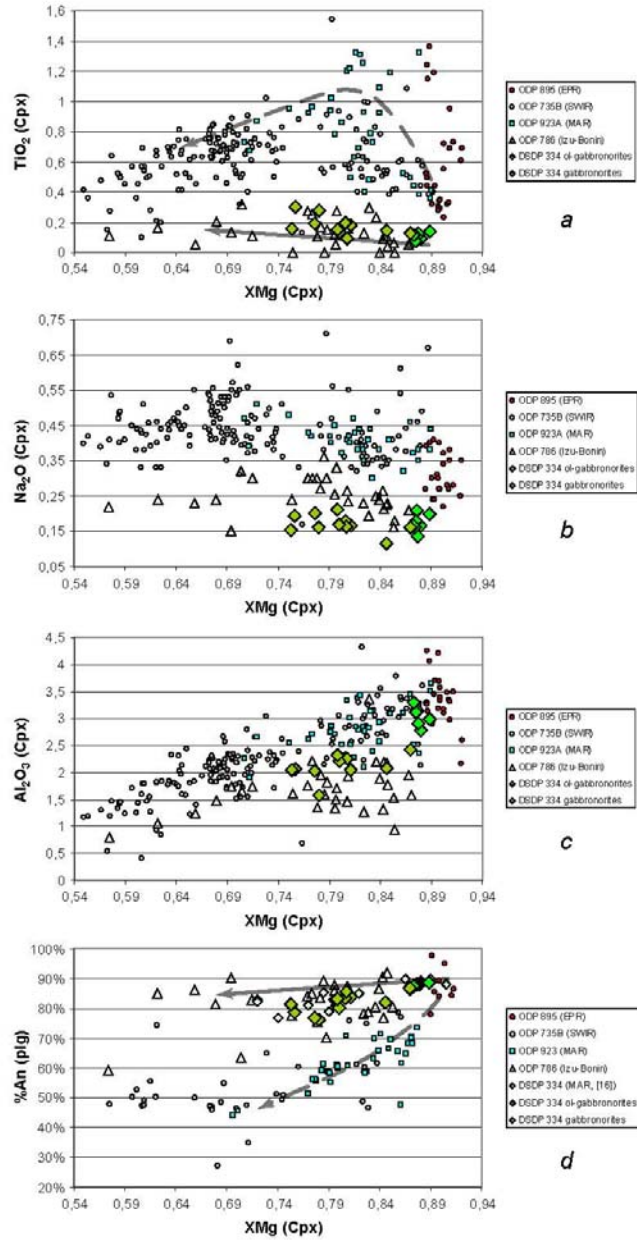 1,6
1,4
1,2
1
0,8
0,6
0,4
0,2
0
TiO2 (Cpx)
0,54 0,59 0,64 0,69 0,74 0,79 0,84 0,89 0,94
XMg (Cpx)
ODP 895 (EPR)
ODP 735B (SWIR)
ODP 923A (MAR)
ODP 786 (Izu-Bonin)
DSDP 334 ol-gabbronorites
DSDP 334 gabbronorites
a
0,75
0,65
0,55
0,45
0,35
0,25
0,15
0,05
Na2O (Cpx)
0,54 0,59 0,64 0,69 0,74 0,79 0,84 0,89 0,94
XMg (Cpx)
ODP 895 (EPR)
ODP 735B (SWIR)
ODP 923A (MAR)
ODP 786 (Izu-Bonin)
DSDP 334 ol-gabbronorites
DSDP 334 gabbronorites
b
4,5
4
3,5
3
2,5
2
1,5
1
0,5
0
Al2O3 (Cpx)
0,54 0,59 0,64 0,69 0,74 0,79 0,84 0,89 0,94
XMg (Cpx)
ODP 895 (EPR)
ODP 735B (SWIR)
ODP 923A (MAR)
ODP 786 (Izu-Bonin)
DSDP 334 ol-gabbronorites
DSDP 334 gabbronorites
c
100%
90%
80%
70%
60%
50%
40%
30%
20%
%An (plg)
0,54 0,59 0,64 0,69 0,74 0,79 0,84 0,89 0,94
XMg (Cpx)
ODP 895 (EPR)
ODP 735B (SWIR)
ODP 923 (MAR)
ODP 786 (Izu-Bonin)
DSDP 334 (MAR, [16])
DSDP 334 ol-gabbronorites
DSDP 334 gabbronorites
d